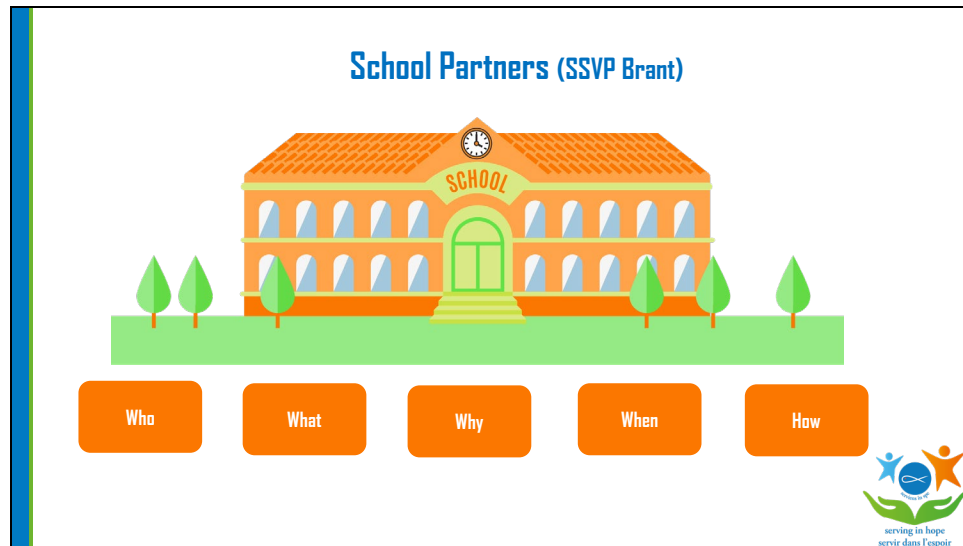 School Partners (SSVP Brant)
SCHOOL
Who
What
Why
When
How
serving in hope
servir dans l'espoir